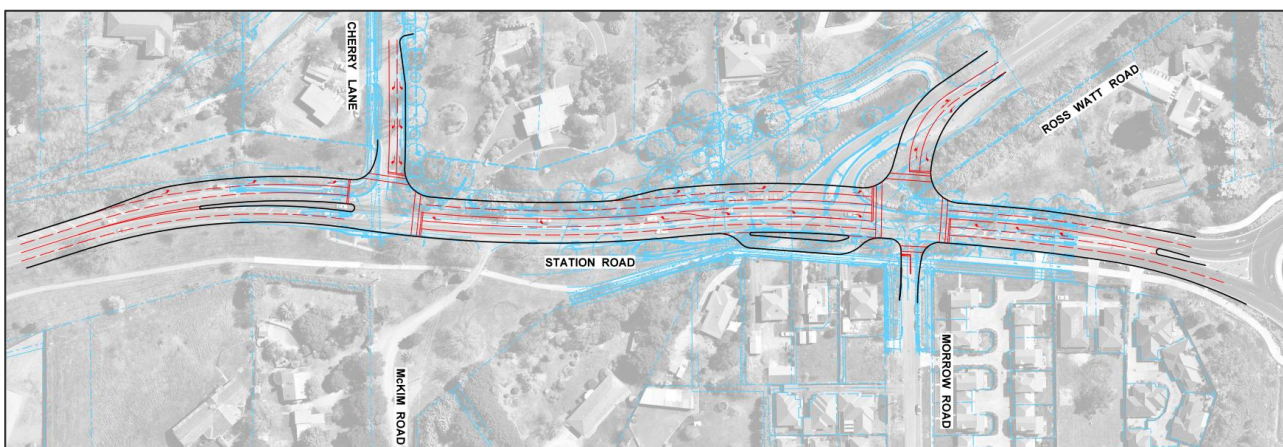 CHERRY LANE
ROSS WATT ROAD
STATION ROAD
McKIM ROAD
MORROW ROAD